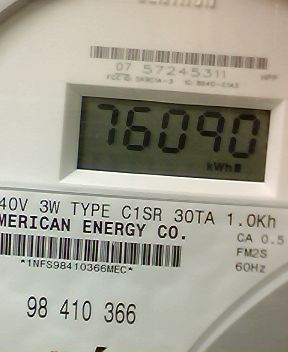 07 57245311
76090
kWh
40V 3W TYPE C1SR 30TA 1.0Kh
MERICAN ENERGY CO.
CA 0.5
FM2S
*1NFS98410366MEC*
60Hz
98 410 366